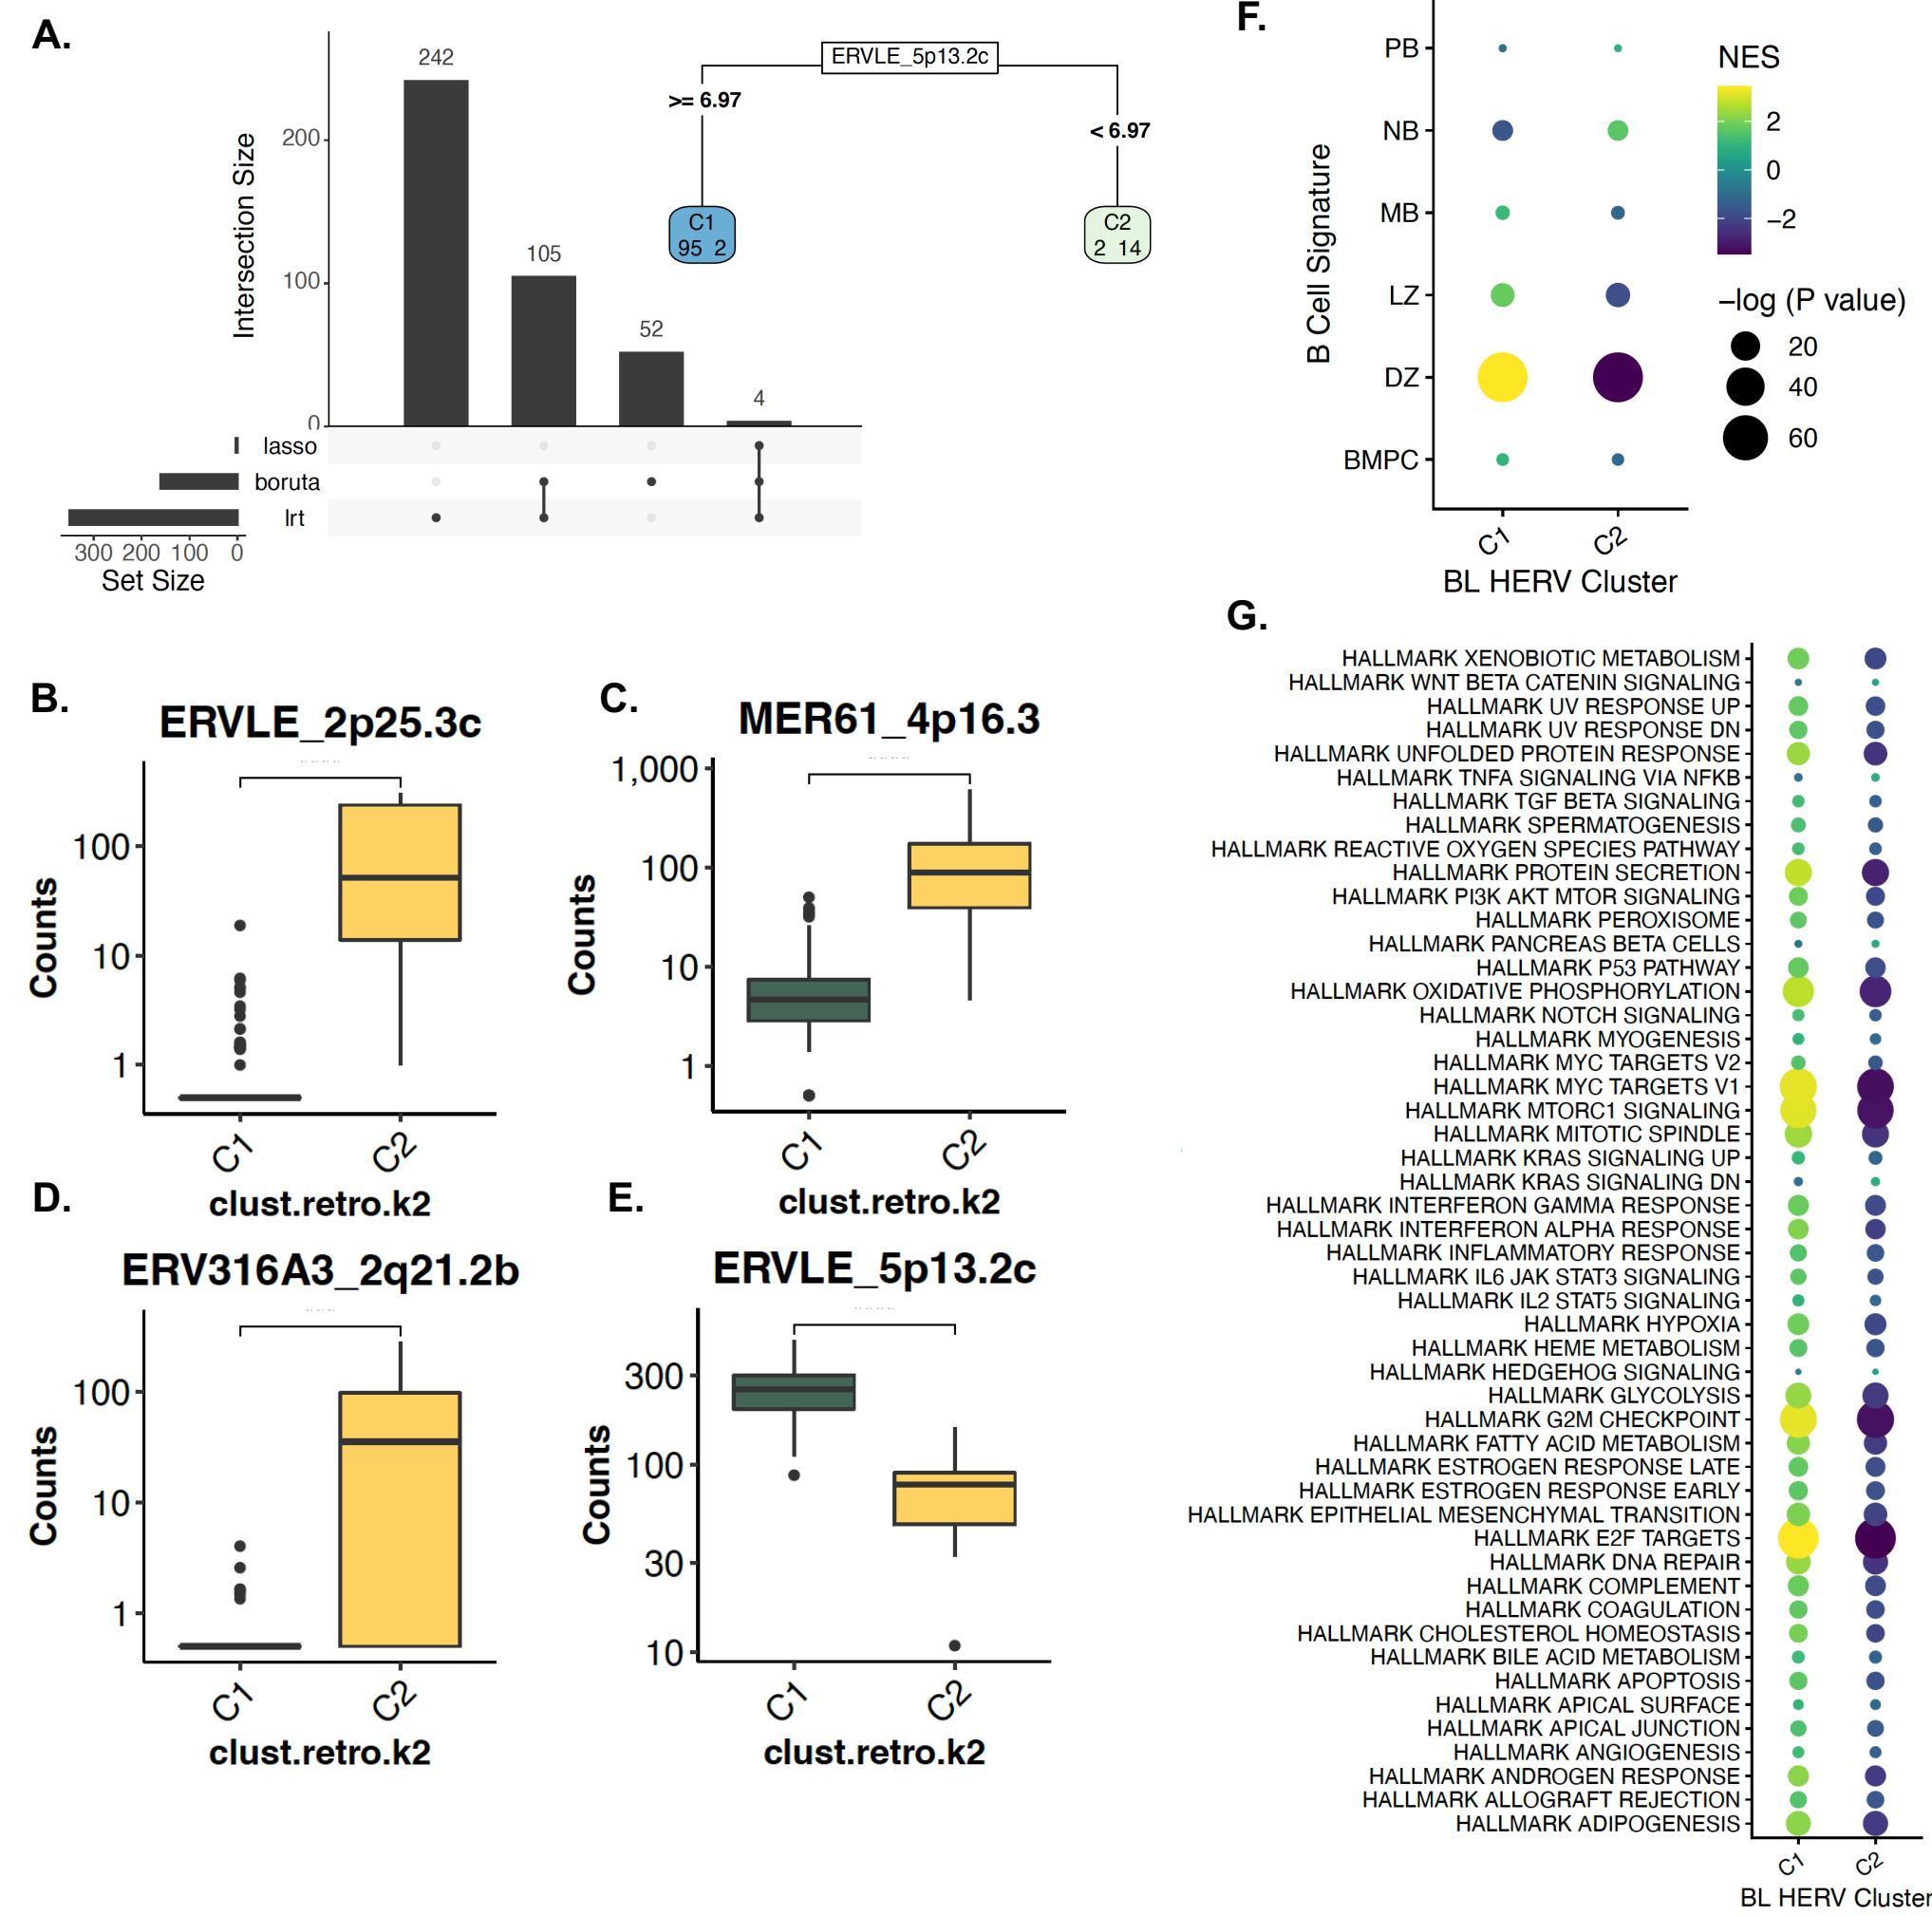 A.
Intersection Size
200
100
0
242
105
52
4
lasso
boruta
lrt
300 200 100 0
Set Size
ERVLE_5p13.2c
>= 6.97
< 6.97
C1
95 2
C2
2 14
B.
ERVLE_2p25.3c
Counts
100
10
1
C1
C2
clust.retro.k2
C.
MER61_4p16.3
Counts
1,000
100
10
1
C1
C2
clust.retro.k2
D.
ERV316A3_2q21.2b
Counts
100
10
1
C1
C2
clust.retro.k2
E.
ERVLE_5p13.2c
Counts
300
100
30
10
C1
C2
clust.retro.k2
F.
B Cell Signature
PB
NB
MB
LZ
DZ
BMPC
C1
C2
BL HERV Cluster
NES
2
0
−2
−log (P value)
20
40
60
G.
HALLMARK XENOBIOTIC METABOLISM
HALLMARK WNT BETA CATENIN SIGNALING
HALLMARK UV RESPONSE UP
HALLMARK UV RESPONSE DN
HALLMARK UNFOLDED PROTEIN RESPONSE
HALLMARK TNFA SIGNALING VIA NFKB
HALLMARK TGF BETA SIGNALING
HALLMARK SPERMATOGENESIS
HALLMARK REACTIVE OXYGEN SPECIES PATHWAY
HALLMARK PROTEIN SECRETION
HALLMARK PI3K AKT MTOR SIGNALING
HALLMARK PEROXISOME
HALLMARK PANCREAS BETA CELLS
HALLMARK P53 PATHWAY
HALLMARK OXIDATIVE PHOSPHORYLATION
HALLMARK NOTCH SIGNALING
HALLMARK MYOGENESIS
HALLMARK MYC TARGETS V2
HALLMARK MYC TARGETS V1
HALLMARK MTORC1 SIGNALING
HALLMARK MITOTIC SPINDLE
HALLMARK KRAS SIGNALING UP
HALLMARK KRAS SIGNALING DN
HALLMARK INTERFERON GAMMA RESPONSE
HALLMARK INTERFERON ALPHA RESPONSE
HALLMARK INFLAMMATORY RESPONSE
HALLMARK IL6 JAK STAT3 SIGNALING
HALLMARK IL2 STAT5 SIGNALING
HALLMARK HYPOXIA
HALLMARK HEME METABOLISM
HALLMARK HEDGEHOG SIGNALING
HALLMARK GLYCOLYSIS
HALLMARK G2M CHECKPOINT
HALLMARK FATTY ACID METABOLISM
HALLMARK ESTROGEN RESPONSE LATE
HALLMARK ESTROGEN RESPONSE EARLY
HALLMARK EPITHELIAL MESENCHYMAL TRANSITION
HALLMARK E2F TARGETS
HALLMARK DNA REPAIR
HALLMARK COMPLEMENT
HALLMARK COAGULATION
HALLMARK CHOLESTEROL HOMEOSTASIS
HALLMARK BILE ACID METABOLISM
HALLMARK APOPTOSIS
HALLMARK APICAL SURFACE
HALLMARK APICAL JUNCTION
HALLMARK ANGIOGENESIS
HALLMARK ANDROGEN RESPONSE
HALLMARK ALLOGRAFT REJECTION
HALLMARK ADIPOGENESIS
C1
C2
BL HERV Cluster